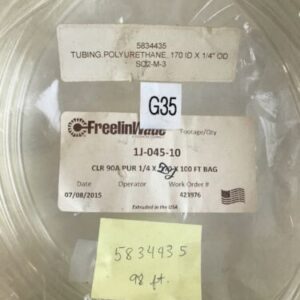 5834435
TUBING, POLYURETHANE, .170 ID X 1/4" OD
SO2-M-3
G35
FreelinWade
Footage/Qty
1J-045-10
CLR 90A PUR 1/4 X X 100 FT BAG
Date Operator Work Order #
07/08/2015 423976
Extruded in the USA
5834435
98 ft.